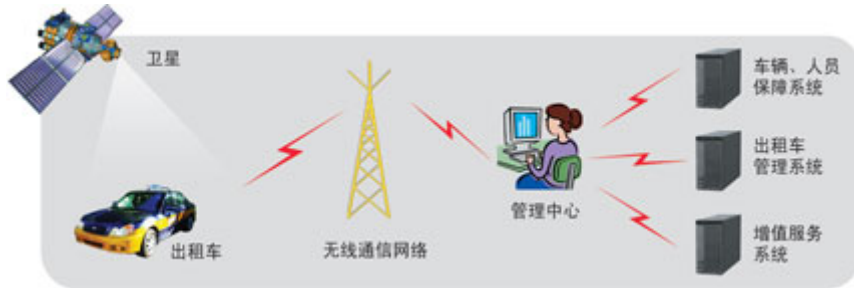 卫星
出租车
无线通信网络
管理中心
车辆、人员
保障系统
出租车
管理系统
增值服务
系统